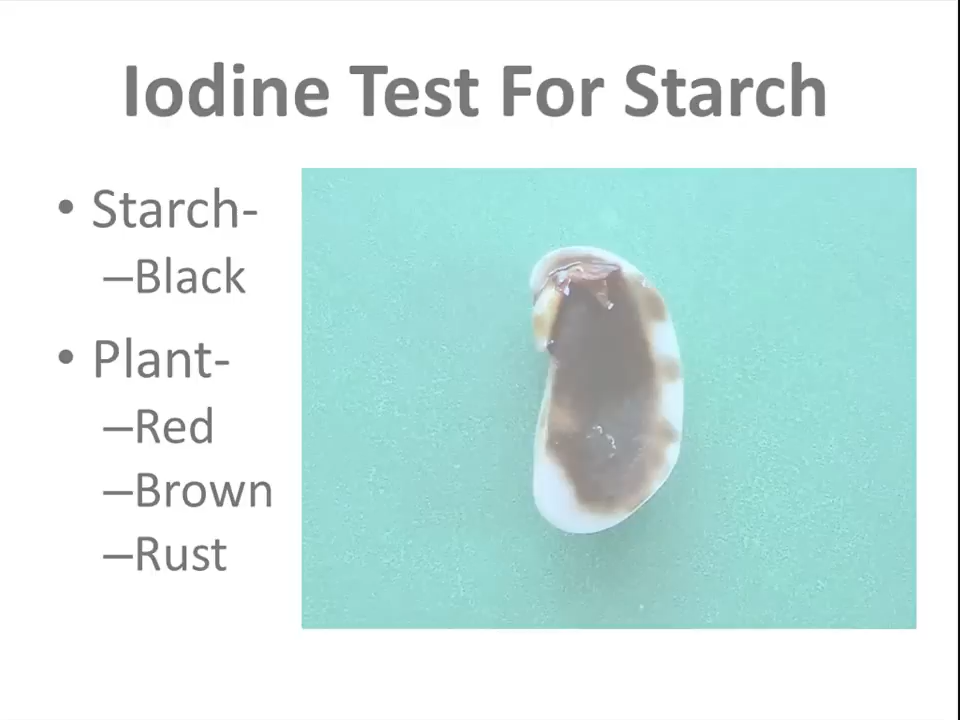 Iodine Test For Starch
• Starch-
–Black
• Plant-
–Red
–Brown
–Rust